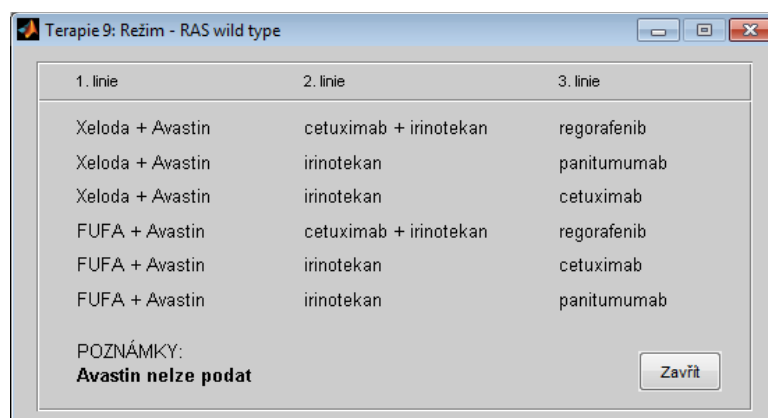 Terapie 9: Režim - RAS wild type
1. linie 2. linie 3. linie
Xeloda + Avastin cetuximab + irinotekan regorafenib
Xeloda + Avastin irinotekan panitumumab
Xeloda + Avastin irinotekan cetuximab
FUFA + Avastin cetuximab + irinotekan regorafenib
FUFA + Avastin irinotekan cetuximab
FUFA + Avastin irinotekan panitumumab
POZNÁMKY:
Avastin nelze podat
Zavřít